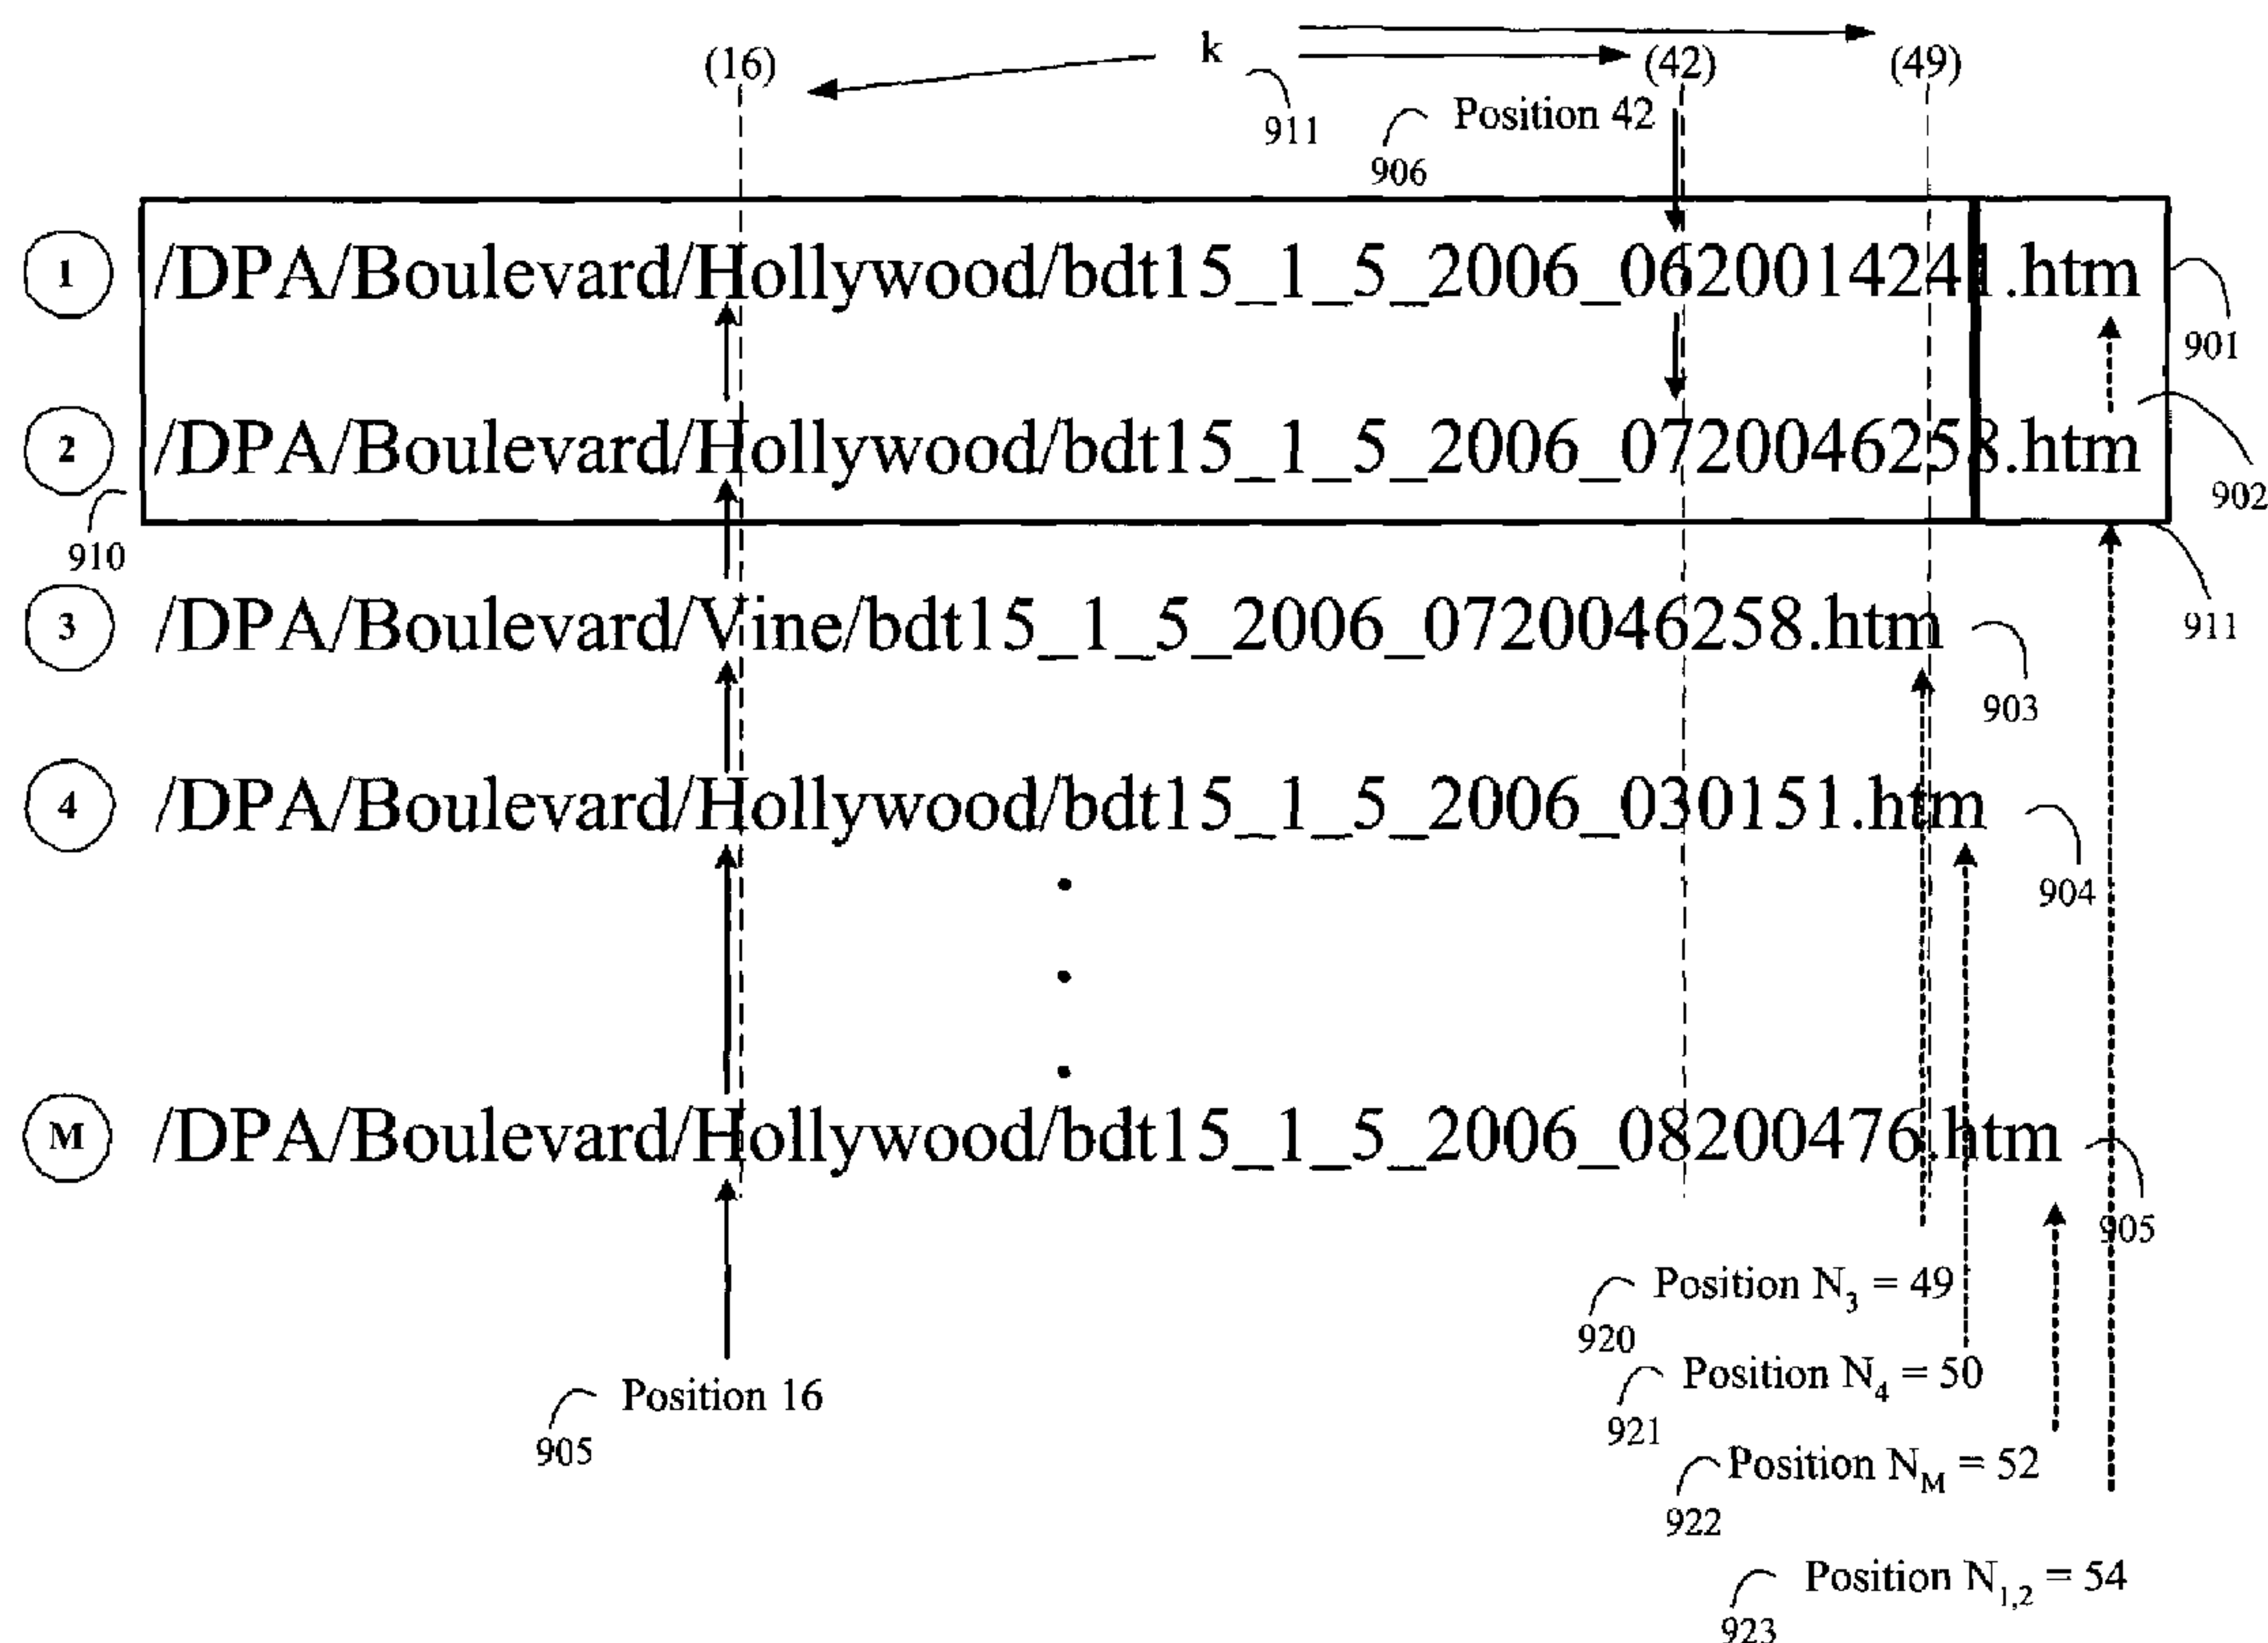 k
(16)
(42)
(49)
911
906
Position 42
1
/DPA/Boulevard/Hollywood/bdt15_1_5_2006_0620014241.htm
901
2
/DPA/Boulevard/Hollywood/bdt15_1_5_2006_0720046258.htm
902
910
911
3
/DPA/Boulevard/Vine/bdt15_1_5_2006_0720046258.htm
903
4
/DPA/Boulevard/Hollywood/bdt15_1_5_2006_030151.htm
904
M
/DPA/Boulevard/Hollywood/bdt15_1_5_2006_08200476.htm
905
Position N3 = 49
920
Position N4 = 50
921
Position 16
905
Position NM = 52
922
Position N1,2 = 54
923